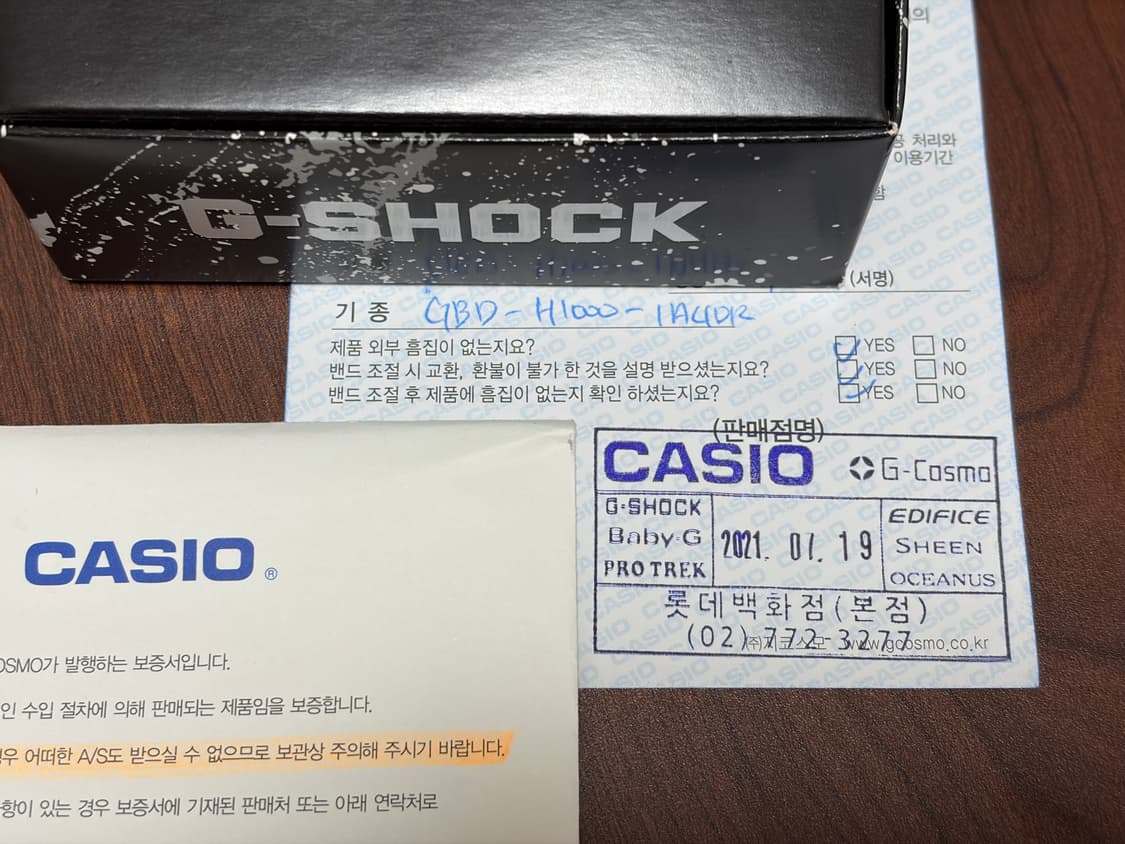 의
공 처리와
이용기간
함
G-SHOCK
(서명)
기 종 GBD-H1000-1A4DR
제품 외부 흠집이 없는지요? YES NO
밴드 조절 시 교환, 환불이 불가 한 것을 설명 받으셨는지요? YES NO
밴드 조절 후 제품에 흠집이 없는지 확인 하셨는지요? YES NO
(판매점명)
CASIO G-Cosmo
G-SHOCK
Baby-G
PRO TREK
2021. 07. 19
EDIFICE
SHEEN
OCEANUS
롯데백화점(본점)
(02)772-3277
㈜지코스모 www.gcosmo.co.kr
CASIO®
OSMO가 발행하는 보증서입니다.
인 수입 절차에 의해 판매되는 제품임을 보증합니다.
경우 어떠한 A/S도 받으실 수 없으므로 보관상 주의해 주시기 바랍니다.
항이 있는 경우 보증서에 기재된 판매처 또는 아래 연락처로